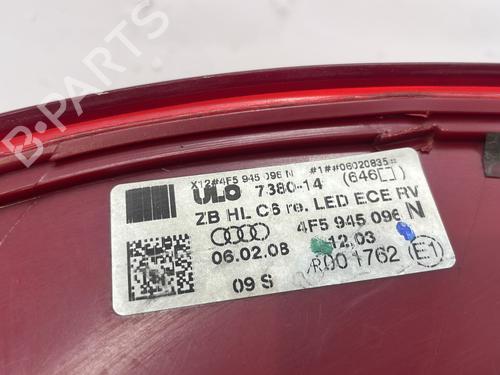 X12#4F5 945 096 N #1##06020835#
ULO 7380-14 (646[])
ZB HL C6 re. LED ECE RV
4F5 945 096 N
06.02.08 12,03
09 S R001762 E1
B-PARTS